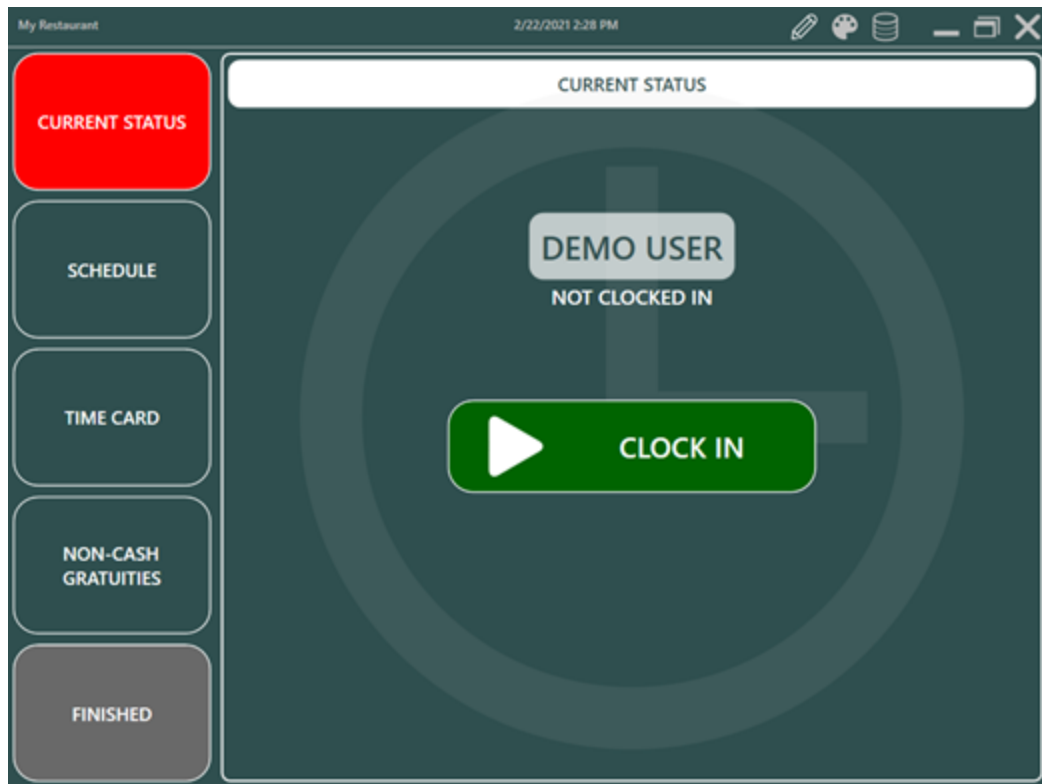 My Restaurant
2/22/2021 2:28 PM
CURRENT STATUS
SCHEDULE
TIME CARD
NON-CASH
GRATUITIES
FINISHED
CURRENT STATUS
DEMO USER
NOT CLOCKED IN
CLOCK IN